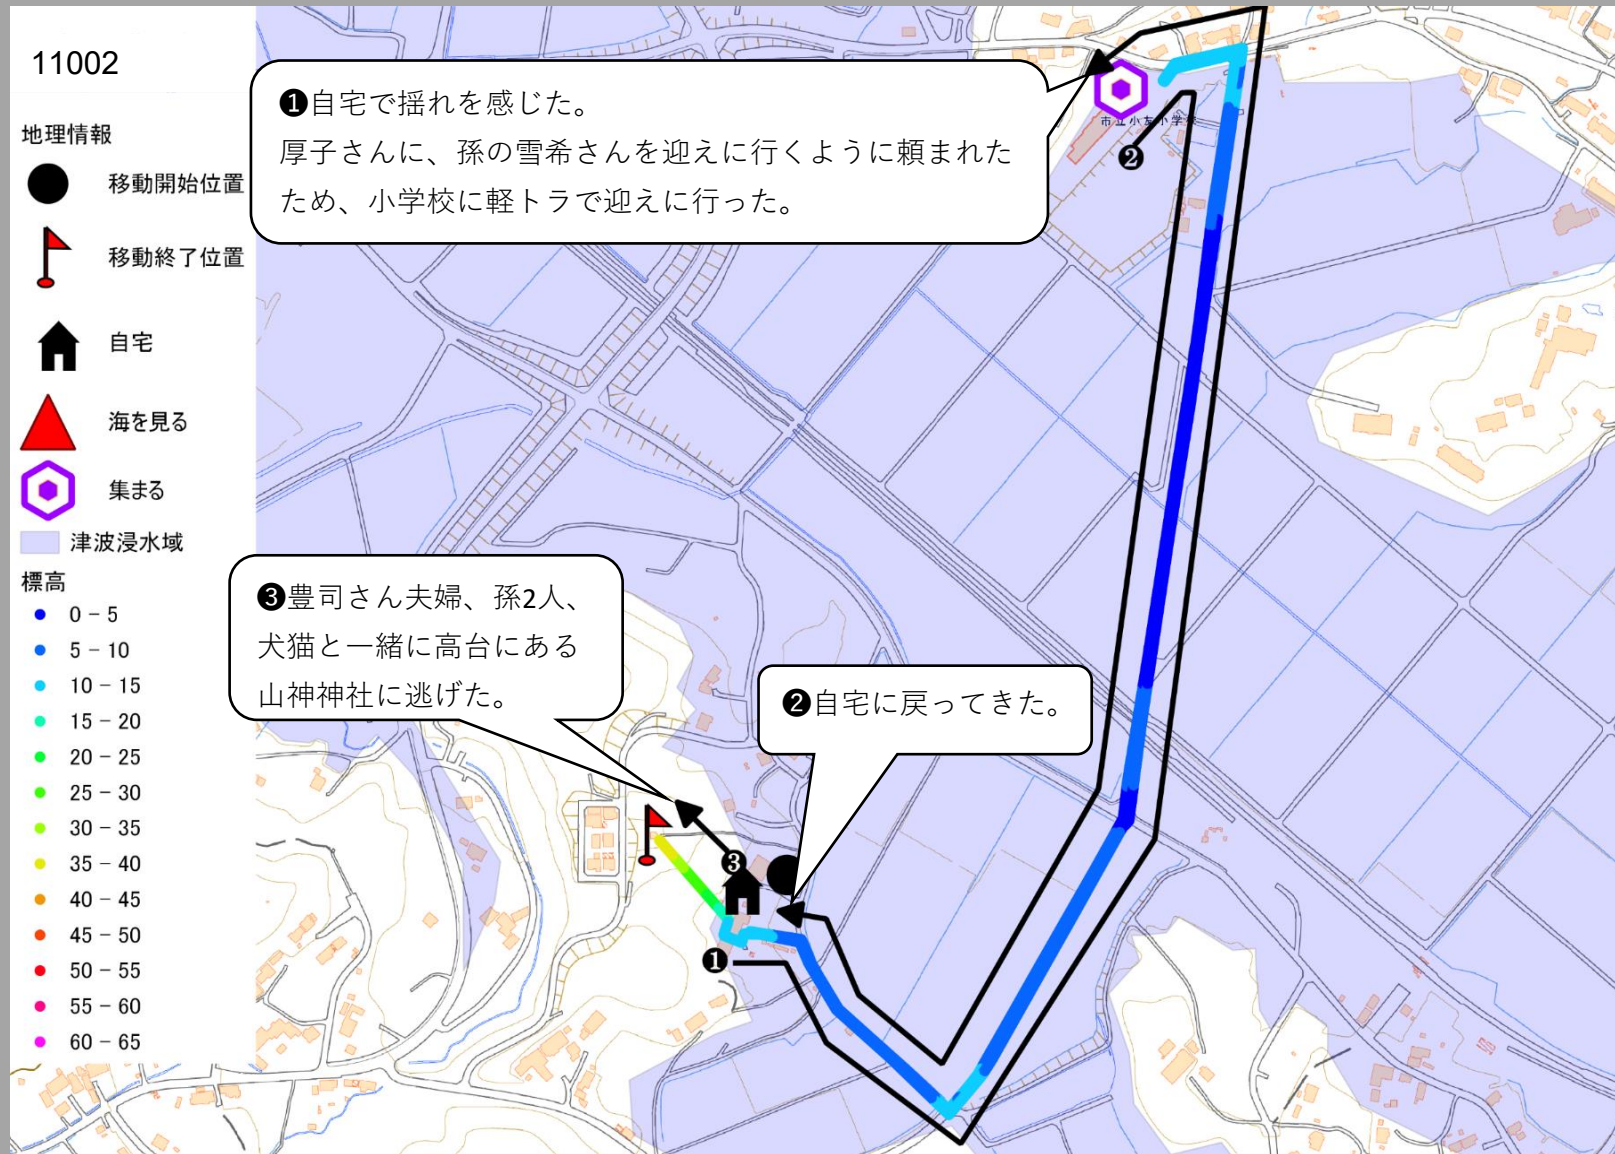 11002
地理情報
移動開始位置
移動終了位置
自宅
海を見る
集まる
津波浸水域
標高
0 – 5
5 – 10
10 – 15
15 – 20
20 – 25
25 – 30
30 – 35
35 – 40
40 – 45
45 – 50
50 – 55
55 – 60
60 – 65
❶自宅で揺れを感じた。
厚子さんに、孫の雪希さんを迎えに行くように頼まれた
ため、小学校に軽トラで迎えに行った。
市立小友小学校
❷
❸豊司さん夫婦、孫2人、
犬猫と一緒に高台にある
山神神社に逃げた。
❷自宅に戻ってきた。
❸
❶